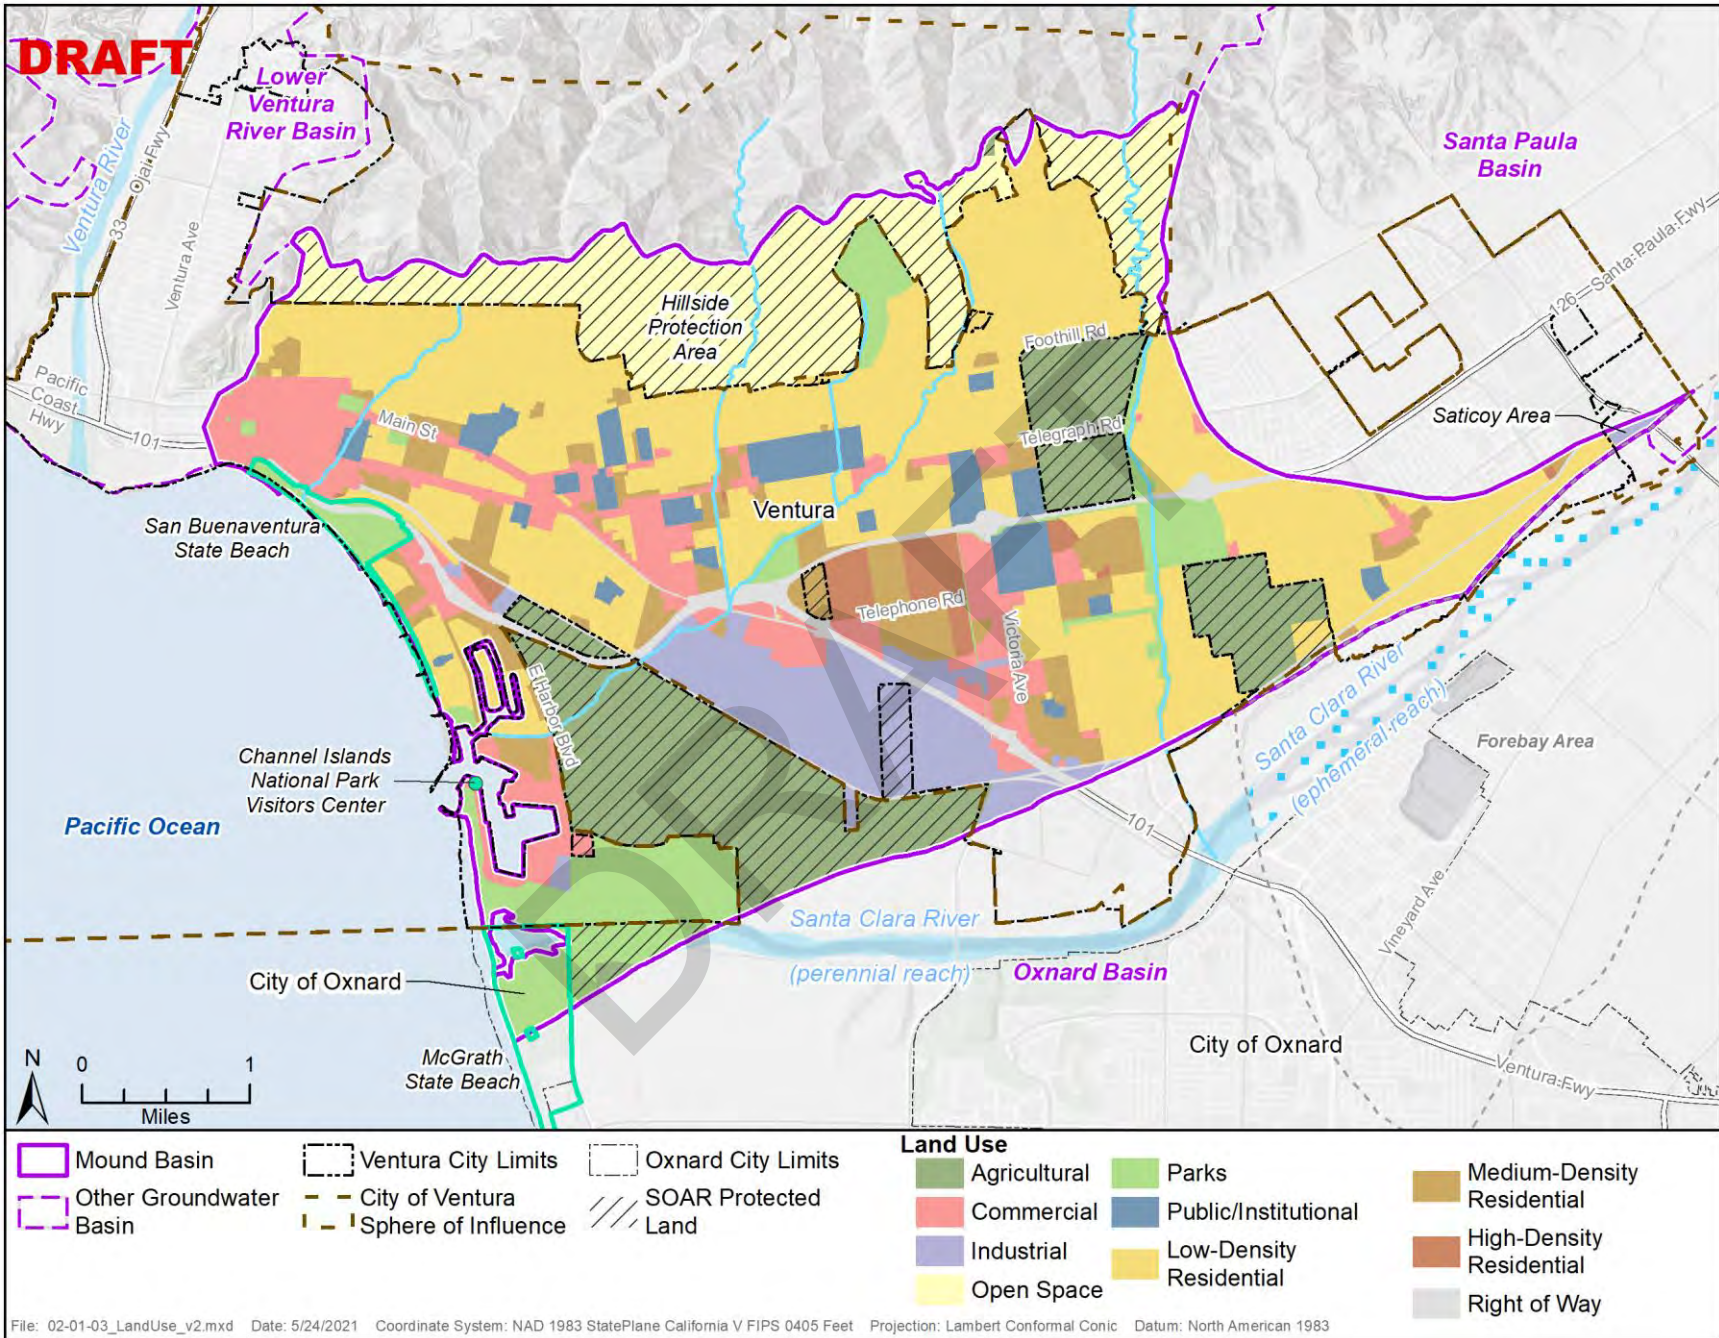 DRAFT
Lower
Ventura
River Basin
Ventura River
33
Ojai Fwy
Ventura Ave
Santa Paula
Basin
126
Santa Paula Fwy
Hillside
Protection
Area
Foothill Rd
Pacific
Coast
Hwy
101
Main St
Telegraph Rd
Saticoy Area
Ventura
San Buenaventura
State Beach
Telephone Rd
Victoria Ave
E Harbor Blvd
Santa Clara River
(ephemeral reach)
Forebay Area
Channel Islands
National Park
Visitors Center
Pacific Ocean
101
Vineyard Ave
Santa Clara River
(perennial reach)
Oxnard Basin
City of Oxnard
City of Oxnard
McGrath
State Beach
Ventura Fwy
DRAFT
N
0 1
Miles
Mound Basin
Other Groundwater
Basin
Ventura City Limits
City of Ventura
Sphere of Influence
Oxnard City Limits
SOAR Protected
Land
Land Use
Agricultural
Commercial
Industrial
Open Space
Parks
Public/Institutional
Low-Density
Residential
Medium-Density
Residential
High-Density
Residential
Right of Way
File: 02-01-03_LandUse_v2.mxd Date: 5/24/2021 Coordinate System: NAD 1983 StatePlane California V FIPS 0405 Feet Projection: Lambert Conformal Conic Datum: North American 1983